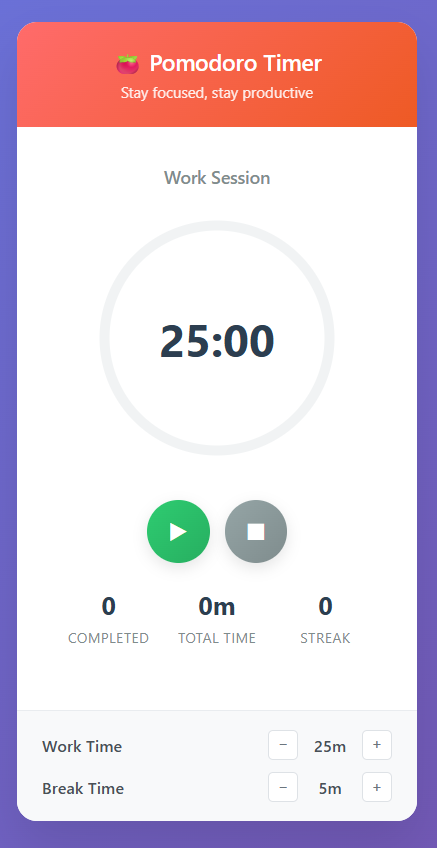 🍅 Pomodoro Timer
Stay focused, stay productive
Work Session
25:00
0 0m 0
COMPLETED TOTAL TIME STREAK
Work Time − 25m +
Break Time − 5m +